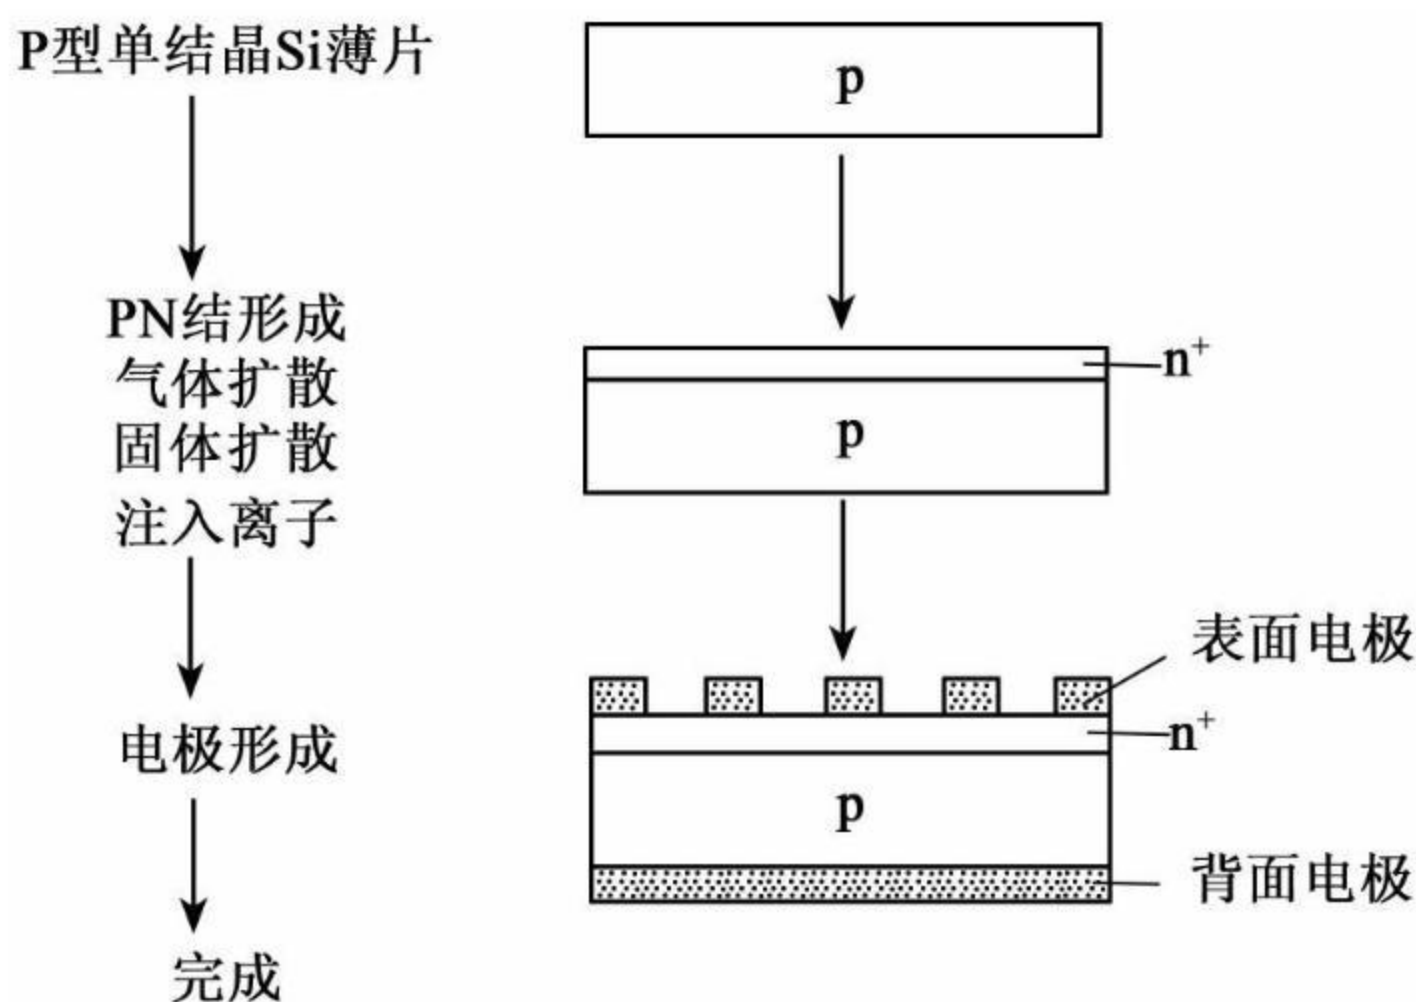 P型单结晶Si薄片
p
PN结形成
气体扩散
固体扩散
注入离子
n⁺
p
电极形成
表面电极
n⁺
p
背面电极
完成